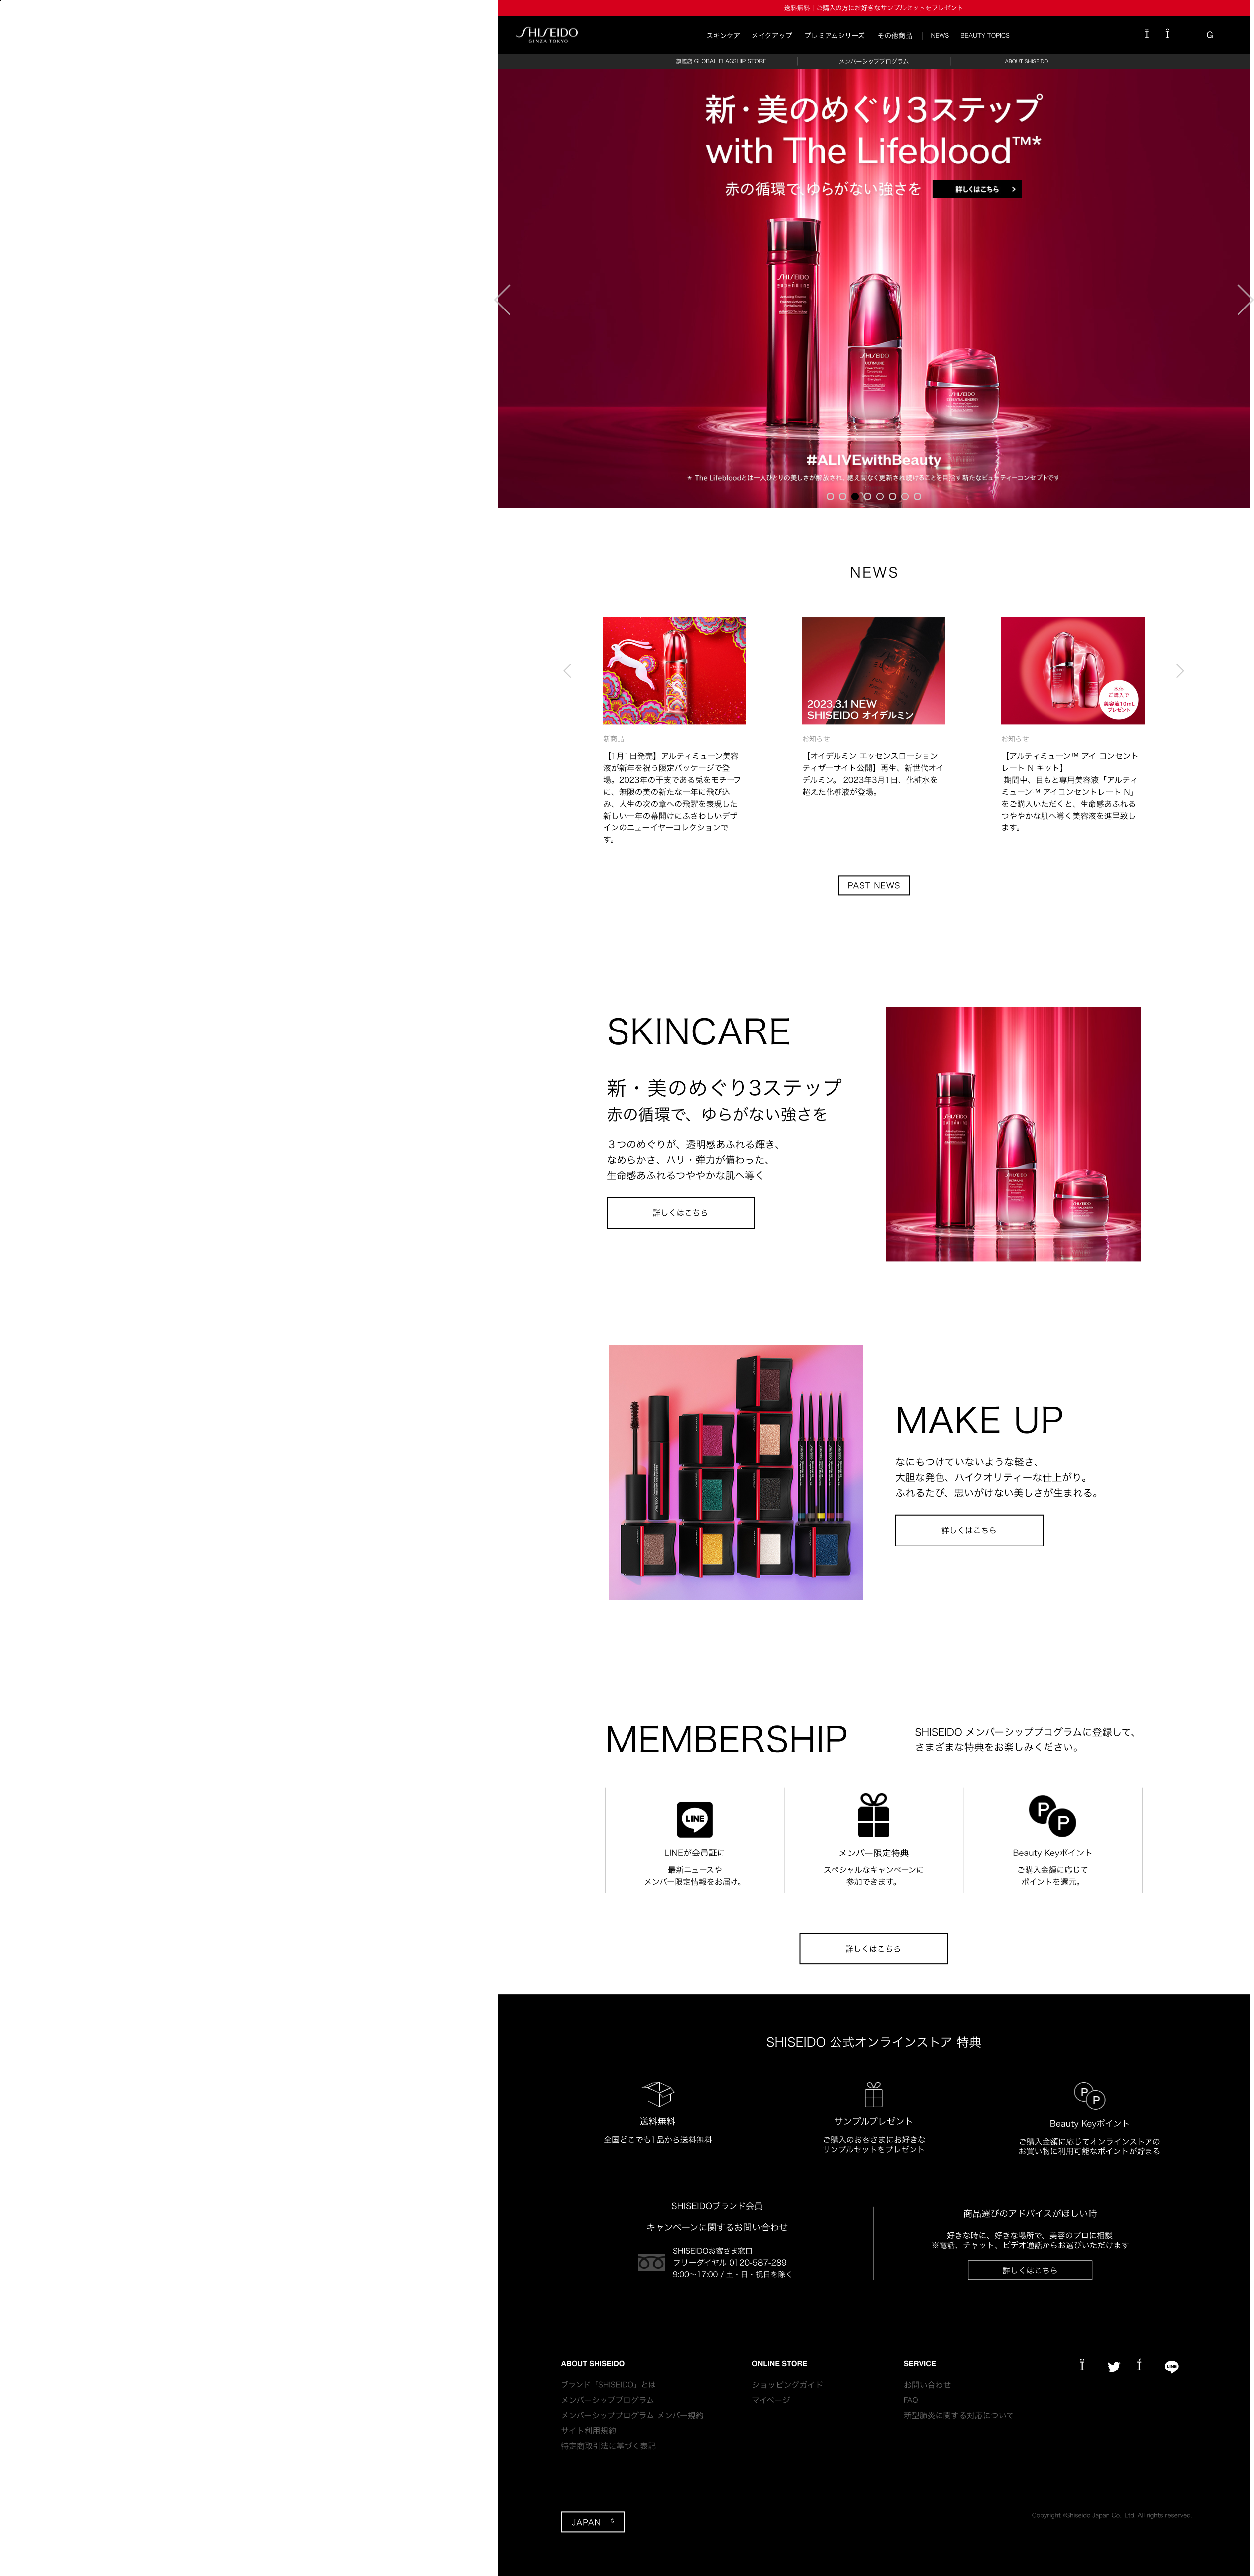 送料無料：ご購入の方にお好きなサンプルセットをプレゼント
SHISEIDO
GINZA TOKYO
スキンケア メイクアップ プレミアムシリーズ その他商品 | NEWS BEAUTY TOPICS
Ï Ï G
旗艦店 GLOBAL FLAGSHIP STORE
メンバーシッププログラム
ABOUT SHISEIDO
新・美のめぐり3ステップ
with The Lifeblood™*
赤の循環で、ゆらがない強さを
詳しくはこちら
SHISEIDO
SHISEIDO
ULTIMUNE
SHISEIDO
ESSENTIAL ENERGY
#ALIVEwithBeauty
* The Lifebloodとは一人ひとりの美しさが解放され、絶え間なく更新され続けることを目指す新たなビューティーコンセプトです
NEWS
2023.3.1 NEW
SHISEIDO オイデルミン
本体
ご購入で
美容液10mL
プレゼント
新商品
【1月1日発売】アルティミューン美容
液が新年を祝う限定パッケージで登
場。2023年の干支である兎をモチーフ
に、無限の美の新たな一年に飛び込
み、人生の次の章への飛躍を表現した
新しい一年の幕開けにふさわしいデザ
インのニューイヤーコレクションで
す。
お知らせ
【オイデルミン エッセンスローション
ティザーサイト公開】再生、新世代オイ
デルミン。 2023年3月1日、化粧水を
超えた化粧液が登場。
お知らせ
【アルティミューン™ アイ コンセント
レート N キット】
期間中、目もと専用美容液「アルティ
ミューン™ アイコンセントレート N」
をご購入いただくと、生命感あふれる
つややかな肌へ導く美容液を進呈致し
ます。
PAST NEWS
SKINCARE
新・美のめぐり3ステップ
赤の循環で、ゆらがない強さを
３つのめぐりが、透明感あふれる輝き、
なめらかさ、ハリ・弾力が備わった、
生命感あふれるつややかな肌へ導く
詳しくはこちら
SHISEIDO
MAKE UP
なにもつけていないような軽さ、
大胆な発色、ハイクオリティーな仕上がり。
ふれるたび、思いがけない美しさが生まれる。
詳しくはこちら
MEMBERSHIP
SHISEIDO メンバーシッププログラムに登録して、
さまざまな特典をお楽しみください。
LINE
LINEが会員証に
最新ニュースや
メンバー限定情報をお届け。
メンバー限定特典
スペシャルなキャンペーンに
参加できます。
P P
Beauty Keyポイント
ご購入金額に応じて
ポイントを還元。
詳しくはこちら
SHISEIDO 公式オンラインストア 特典
送料無料
全国どこでも1品から送料無料
サンプルプレゼント
ご購入のお客さまにお好きな
サンプルセットをプレゼント
P P
Beauty Keyポイント
ご購入金額に応じてオンラインストアの
お買い物に利用可能なポイントが貯まる
SHISEIDOブランド会員
キャンペーンに関するお問い合わせ
SHISEIDOお客さま窓口
フリーダイヤル 0120-587-289
9:00～17:00 / 土・日・祝日を除く
商品選びのアドバイスがほしい時
好きな時に、好きな場所で、美容のプロに相談
※電話、チャット、ビデオ通話からお選びいただけます
詳しくはこちら
ABOUT SHISEIDO
ブランド「SHISEIDO」とは
メンバーシッププログラム
メンバーシッププログラム メンバー規約
サイト利用規約
特定商取引法に基づく表記
ONLINE STORE
ショッピングガイド
マイページ
SERVICE
お問い合わせ
FAQ
新型肺炎に関する対応について
Ï Í LINE
JAPAN G
Copyright ©Shiseido Japan Co., Ltd. All rights reserved.